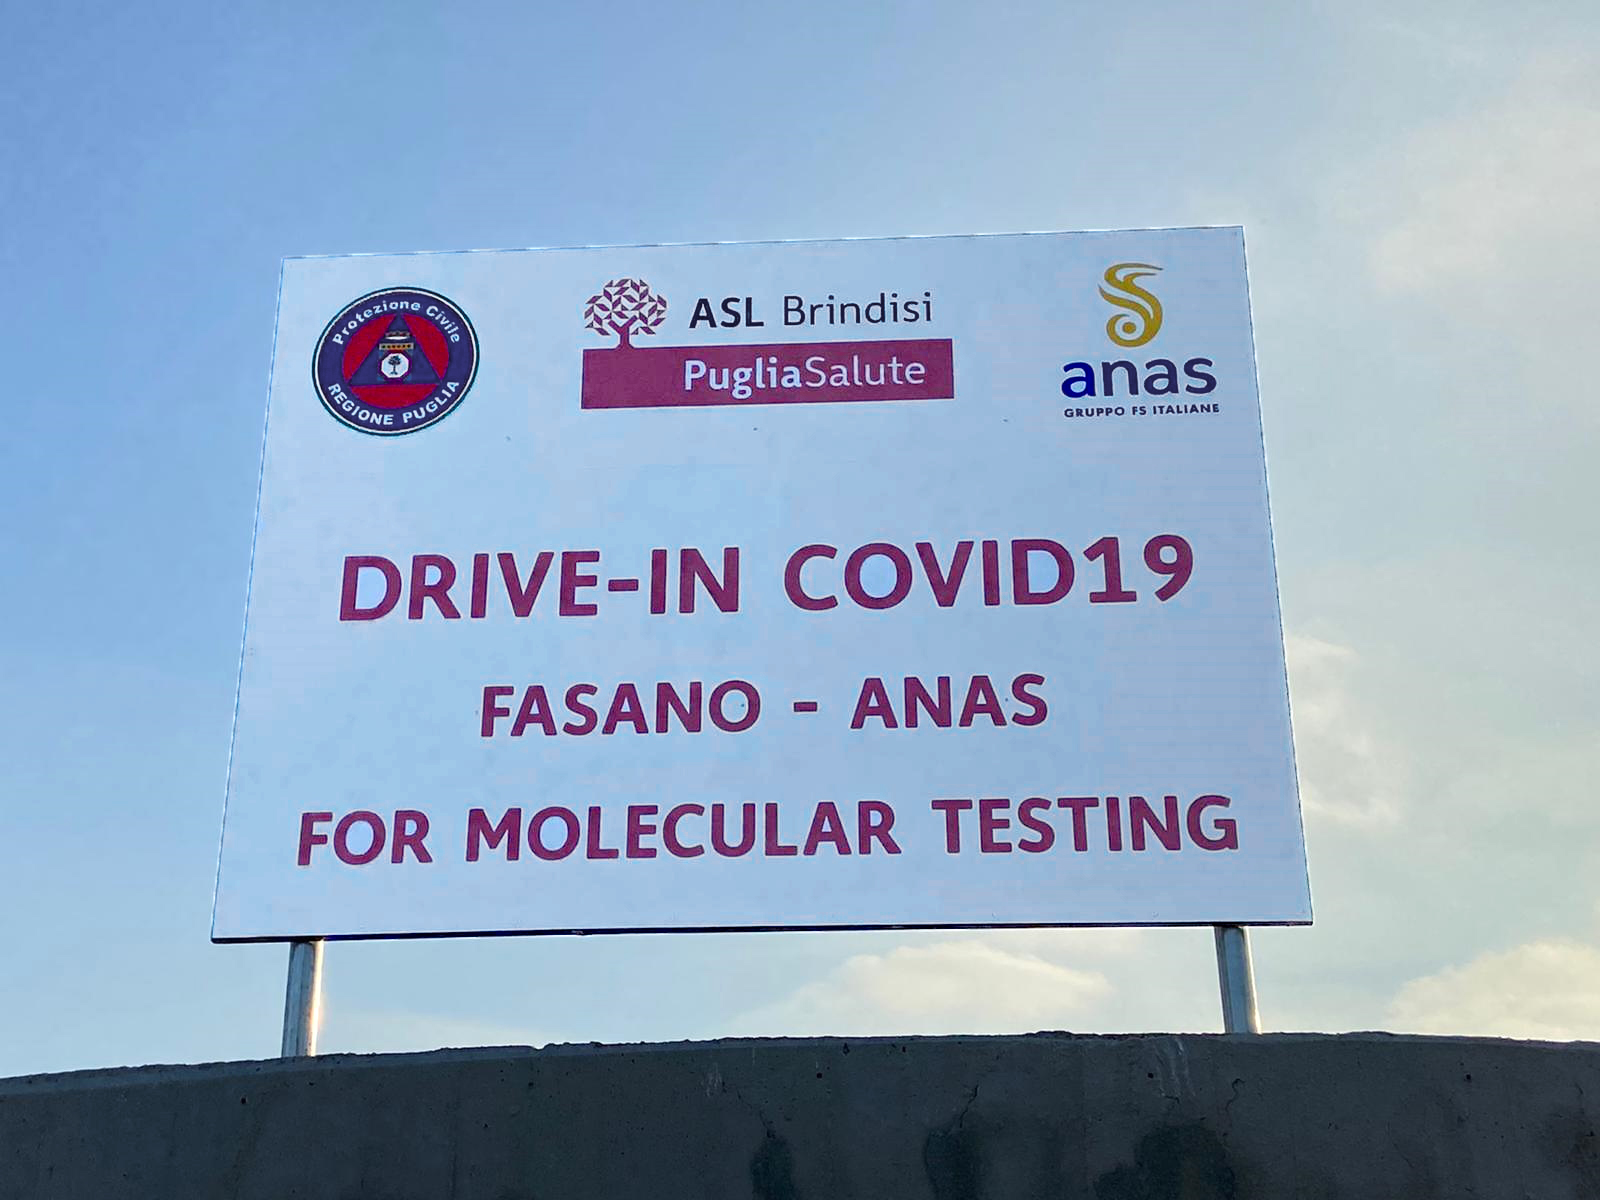 Protezione Civile
REGIONE PUGLIA
ASL Brindisi
PugliaSalute
anas
GRUPPO FS ITALIANE
DRIVE-IN COVID19
FASANO - ANAS
FOR MOLECULAR TESTING